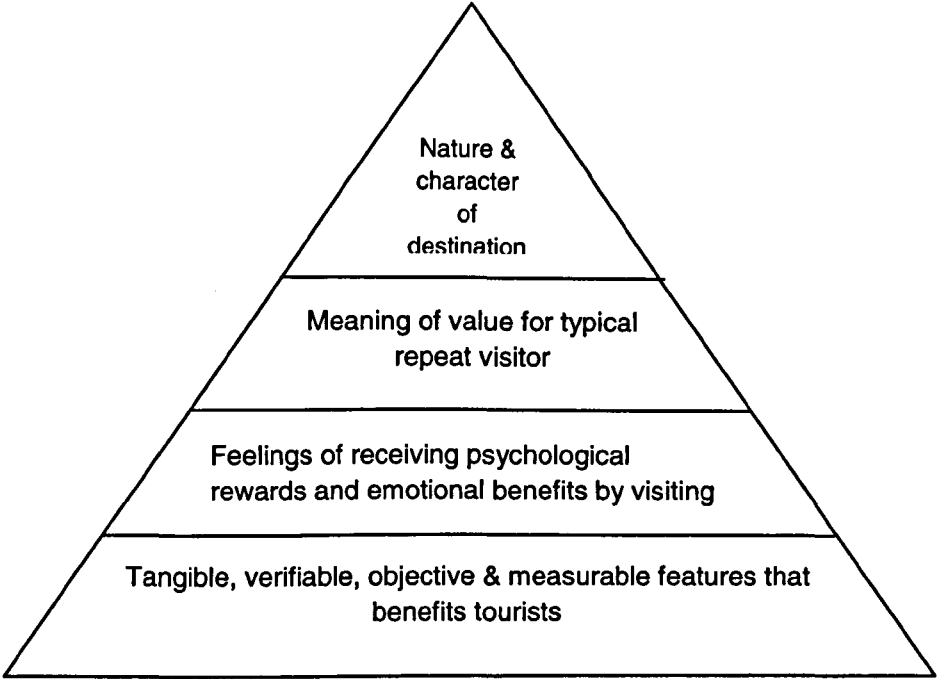 Nature &
character
of
destination
Meaning of value for typical
repeat visitor
Feelings of receiving psychological
rewards and emotional benefits by visiting
Tangible, verifiable, objective & measurable features that
benefits tourists